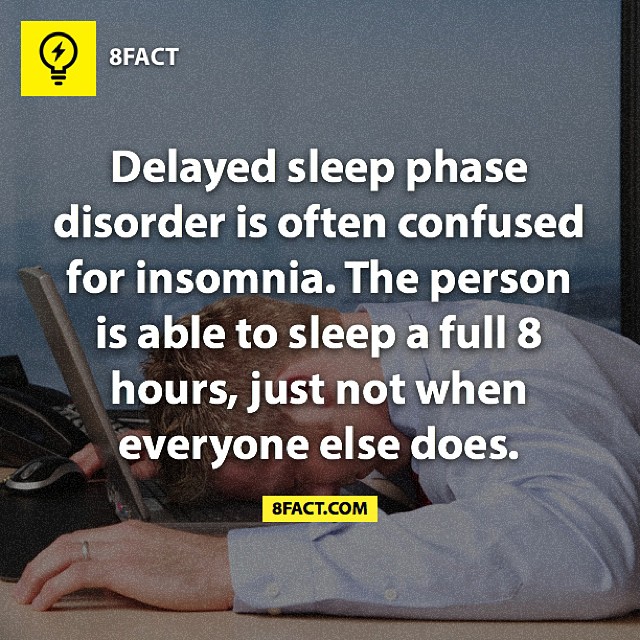 8FACT
Delayed sleep phase
disorder is often confused
for insomnia. The person
is able to sleep a full 8
hours, just not when
everyone else does.
8FACT.COM